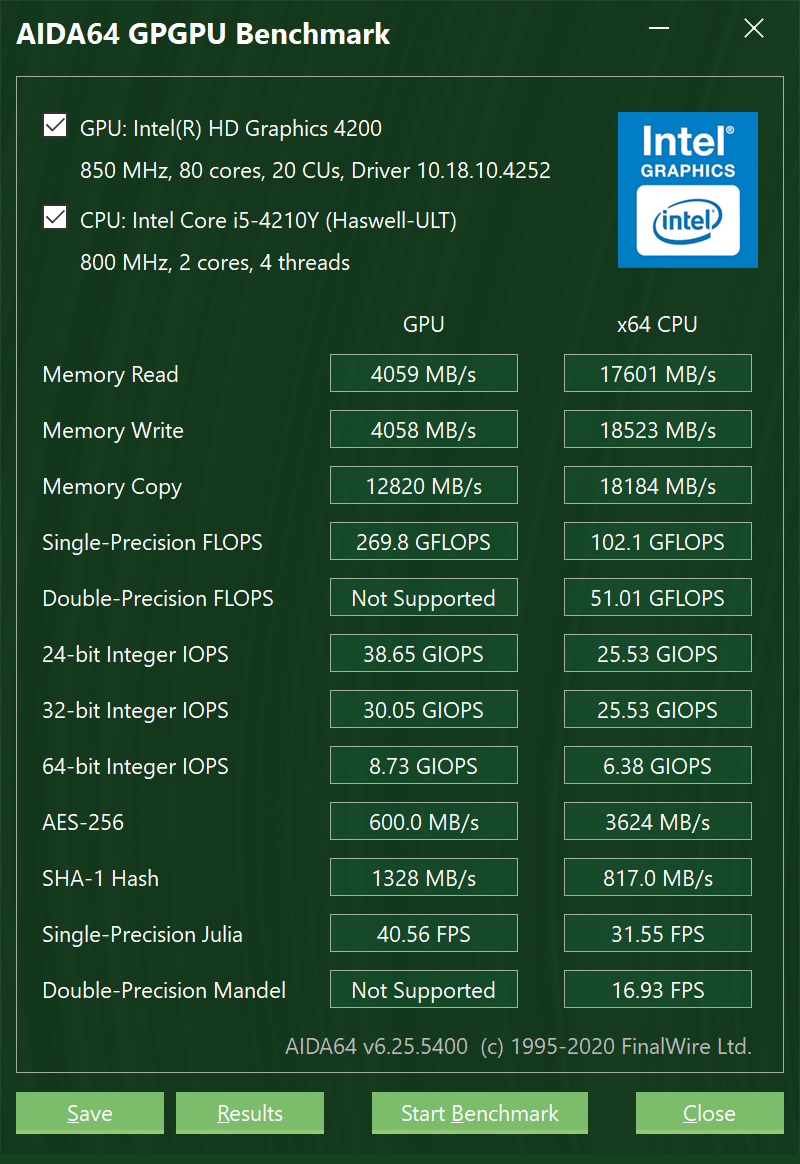 AIDA64 GPGPU Benchmark
GPU: Intel(R) HD Graphics 4200
850 MHz, 80 cores, 20 CUs, Driver 10.18.10.4252
CPU: Intel Core i5-4210Y (Haswell-ULT)
800 MHz, 2 cores, 4 threads
Intel®
GRAPHICS
intel
GPU x64 CPU
Memory Read 4059 MB/s 17601 MB/s
Memory Write 4058 MB/s 18523 MB/s
Memory Copy 12820 MB/s 18184 MB/s
Single-Precision FLOPS 269.8 GFLOPS 102.1 GFLOPS
Double-Precision FLOPS Not Supported 51.01 GFLOPS
24-bit Integer IOPS 38.65 GIOPS 25.53 GIOPS
32-bit Integer IOPS 30.05 GIOPS 25.53 GIOPS
64-bit Integer IOPS 8.73 GIOPS 6.38 GIOPS
AES-256 600.0 MB/s 3624 MB/s
SHA-1 Hash 1328 MB/s 817.0 MB/s
Single-Precision Julia 40.56 FPS 31.55 FPS
Double-Precision Mandel Not Supported 16.93 FPS
AIDA64 v6.25.5400 (c) 1995-2020 FinalWire Ltd.
Save Results Start Benchmark Close